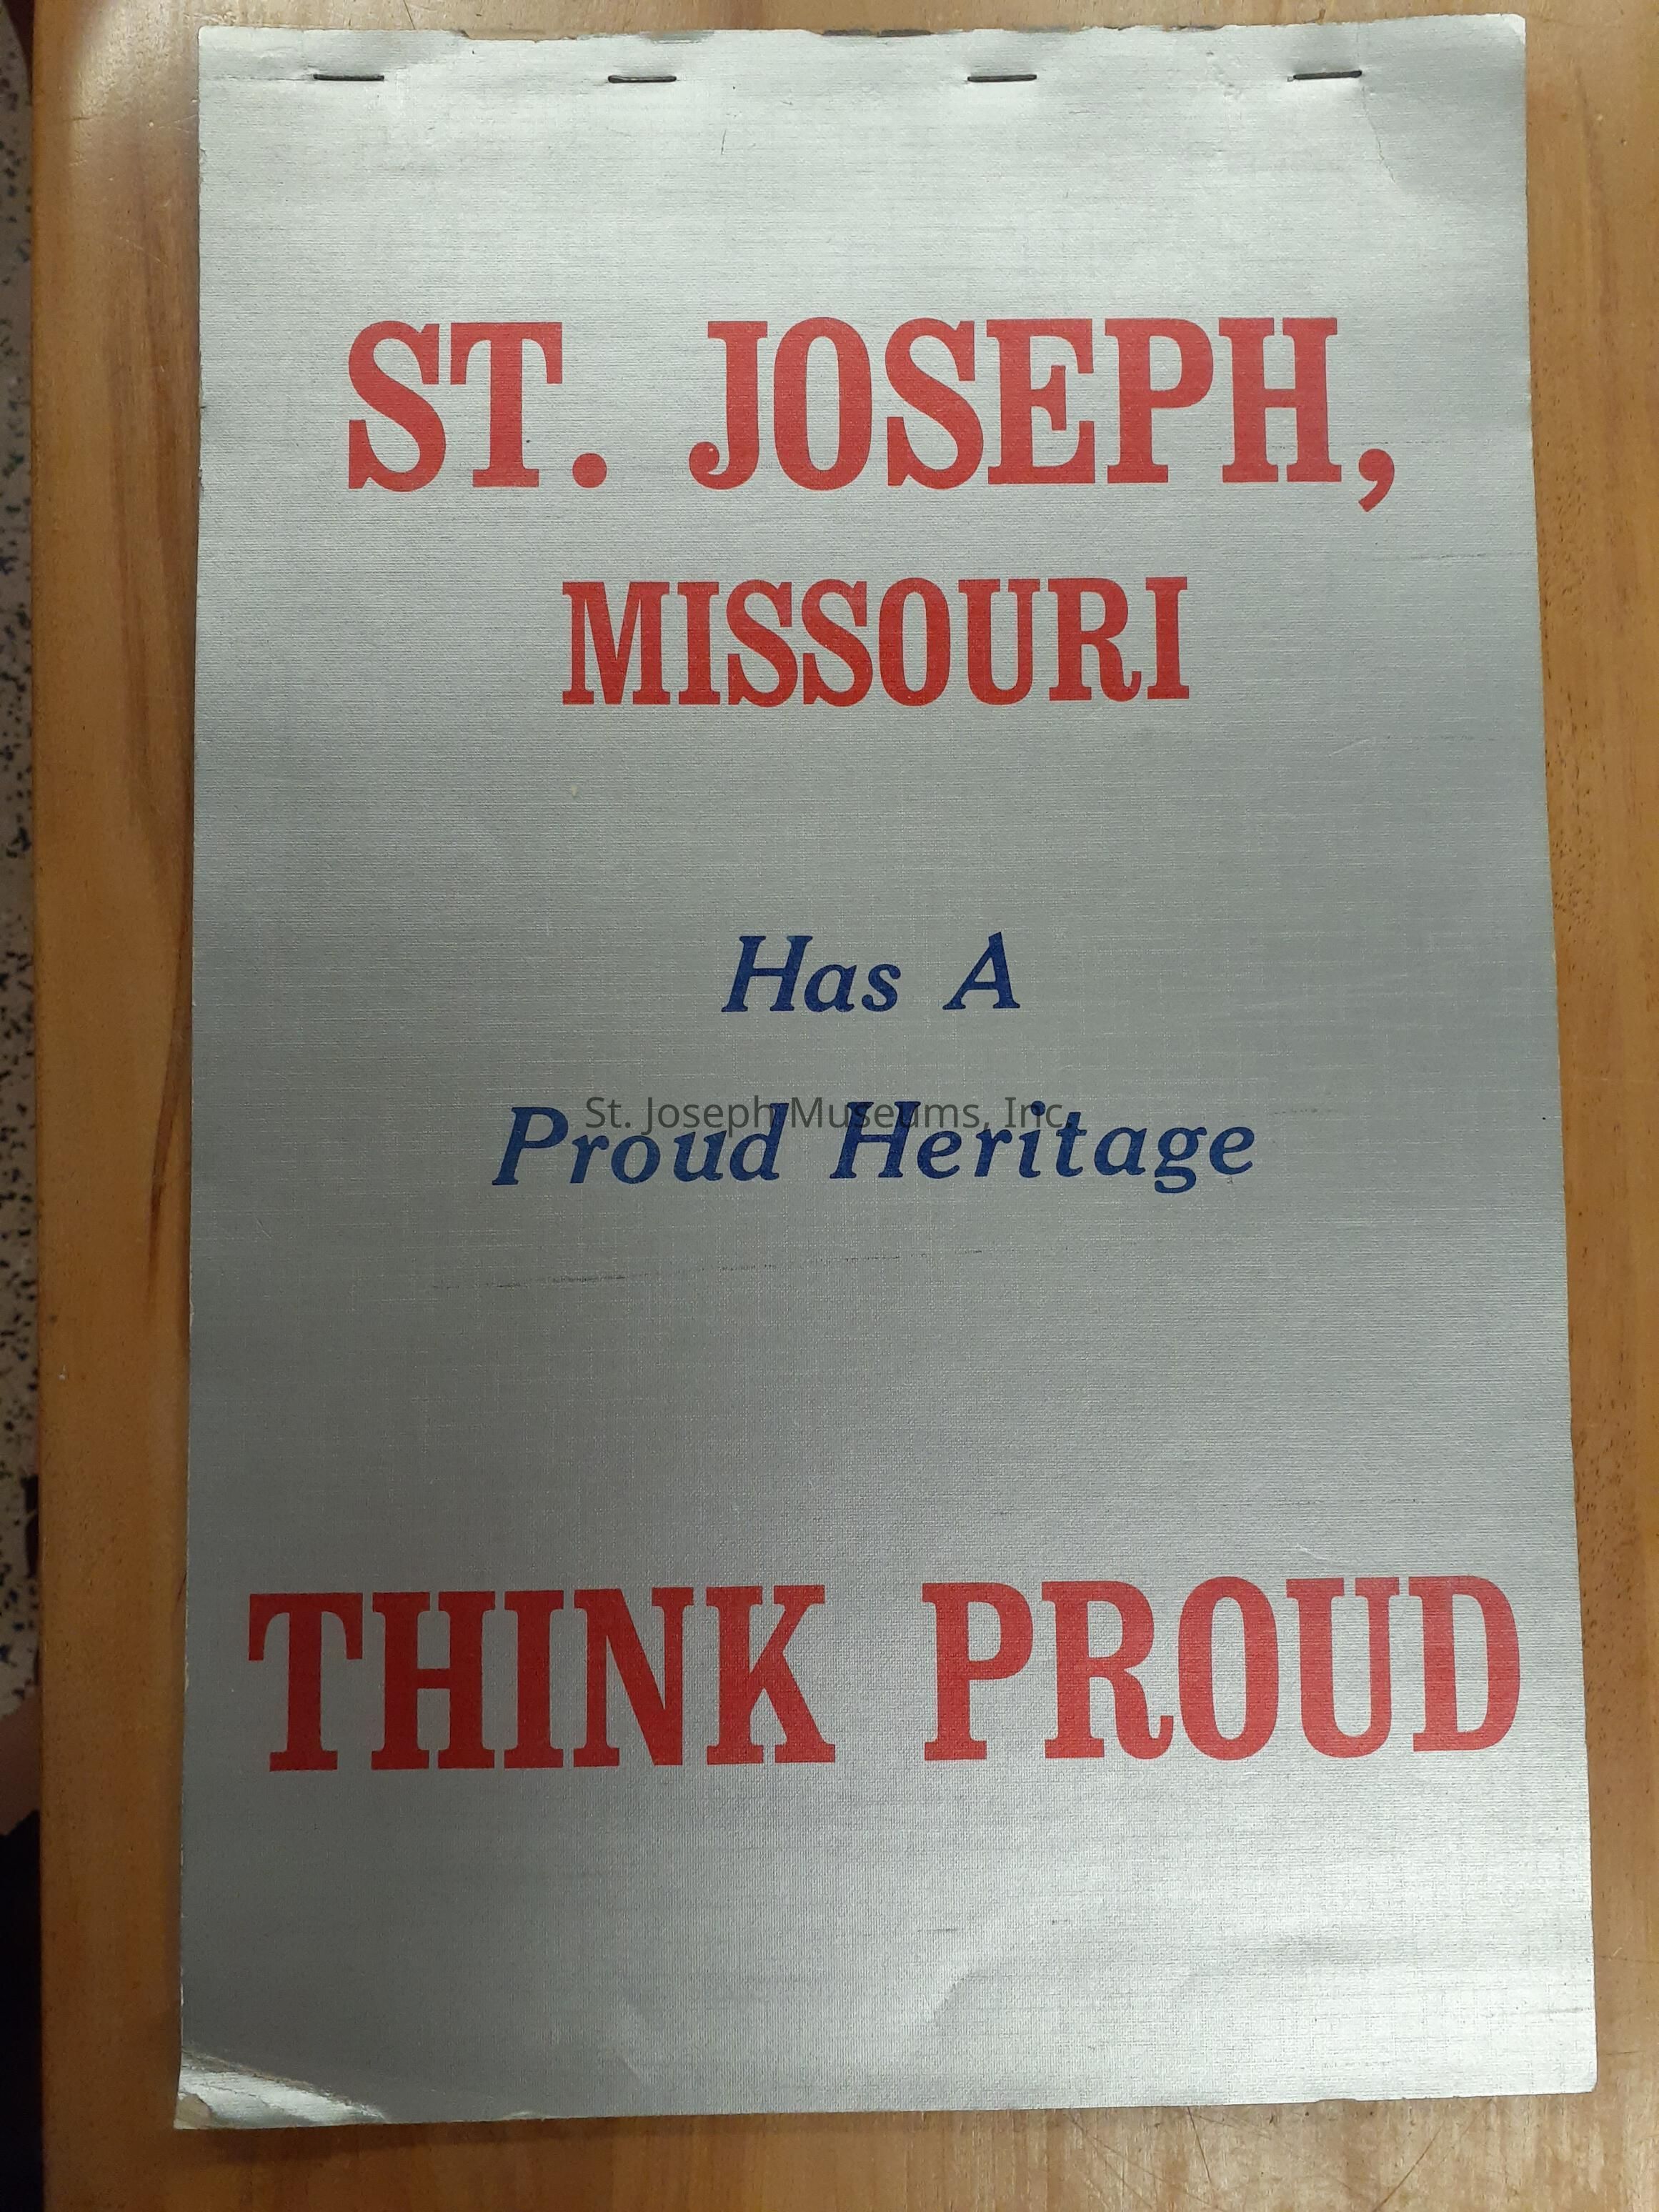 ST. JOSEPH,
MISSOURI
Has A
Proud Heritage
St. Joseph Museums, Inc.
THINK PROUD